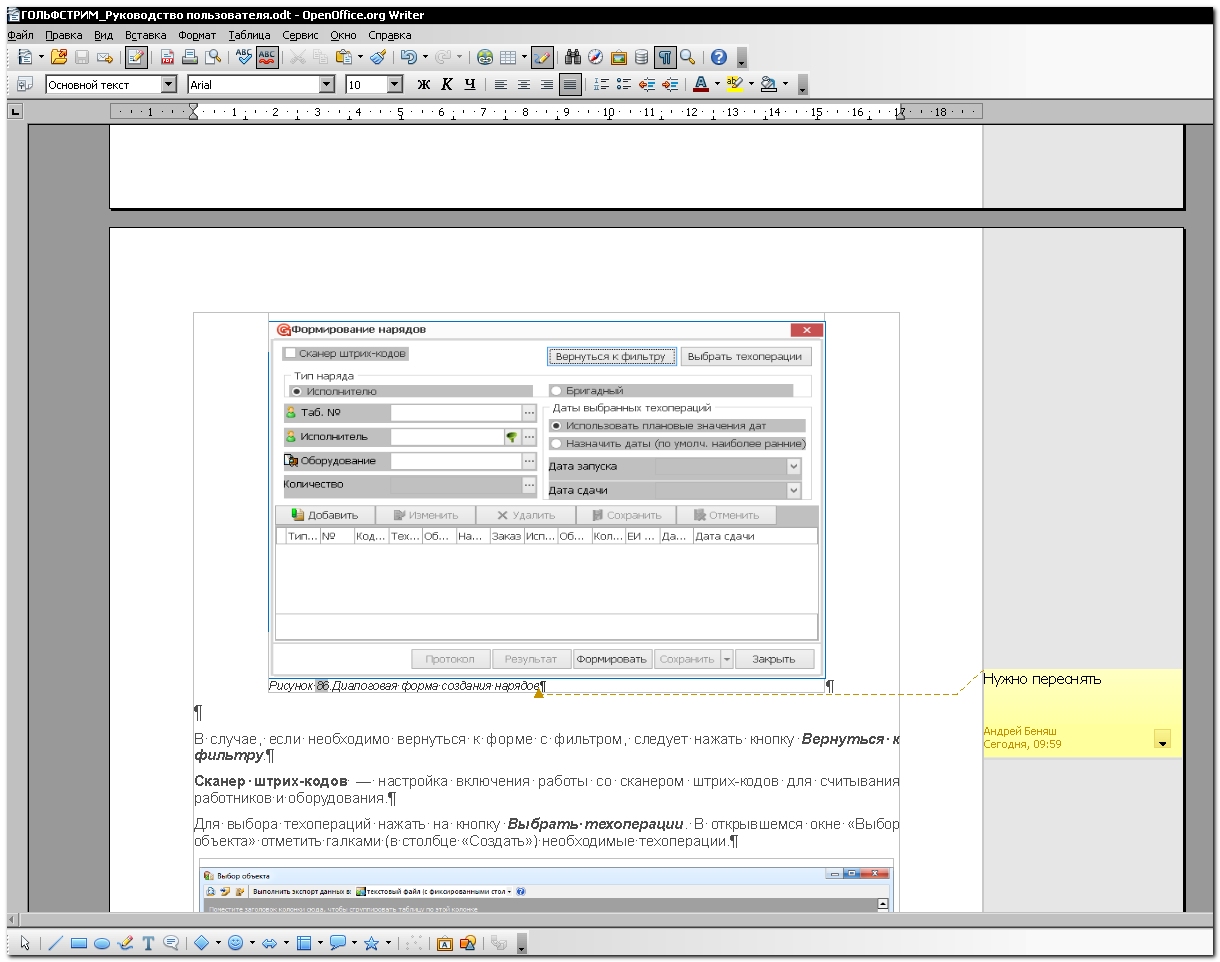 ГОЛЬФСТРИМ_Руководство пользователя.odt - OpenOffice.org Writer
Файл Правка Вид Вставка Формат Таблица Сервис Окно Справка
Основной текст Arial 10 Ж К Ч
1 1 2 3 4 5 6 7 8 9 10 11 12 13 14 15 16 17 18
Формирование нарядов
Сканер штрих-кодов Вернуться к фильтру Выбрать техоперации
Тип наряда
Исполнителю Бригадный
Таб. № Даты выбранных техопераций
Использовать плановые значения дат
Исполнитель Назначить даты (по умолч. наиболее ранние)
Оборудование Дата запуска
Количество Дата сдачи
Добавить Изменить Удалить Сохранить Отменить
Тип... № Код... Тех... Об... На... Заказ Исп... Об... Кол... ЕИ ... Да... Дата сдачи
Протокол Результат Формировать Сохранить Закрыть
Рисунок 86.Диалоговая форма создания нарядов¶ ¶
Нужно переснять
Андрей Беняш
Сегодня, 09:59
¶
В случае, если необходимо вернуться к форме с фильтром, следует нажать кнопку Вернуться к
фильтру.¶
Сканер штрих-кодов — настройка включения работы со сканером штрих-кодов для считывания
работников и оборудования.¶
Для выбора техопераций нажать на кнопку Выбрать техоперации. В открывшемся окне «Выбор
объекта» отметить галками (в столбце «Создать») необходимые техоперации.¶
Выбор объекта
Выполнить экспорт данных в: текстовый файл (с фиксированными стол
Поместите заголовок колонки сюда, чтобы сгруппировать таблицу по этой колонке